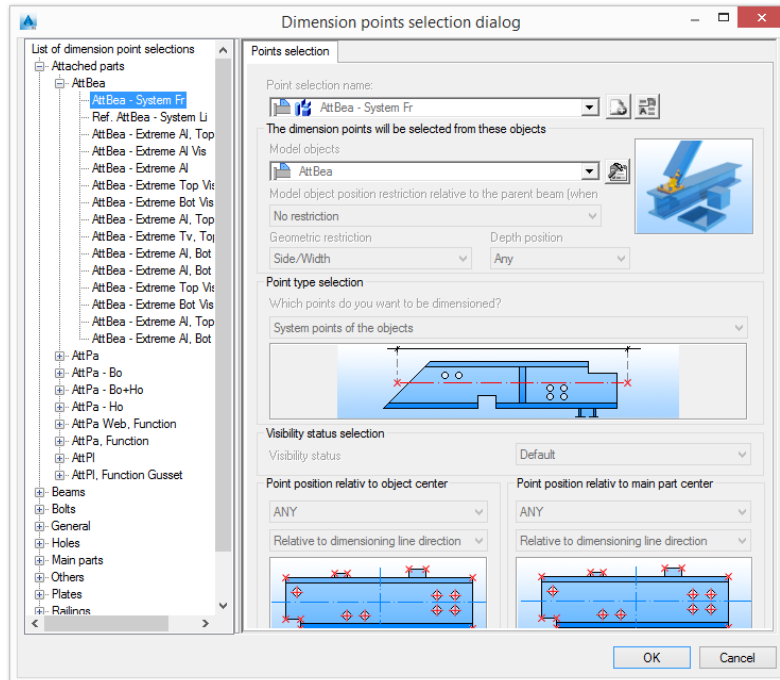 Dimension points selection dialog
List of dimension point selections
Attached parts
AttBea
AttBea - System Fr
Ref. AttBea - System Li
AttBea - Extreme Al, Top
AttBea - Extreme Al Vis
AttBea - Extreme Al
AttBea - Extreme Top Vis
AttBea - Extreme Bot Vis
AttBea - Extreme Al, Top
AttBea - Extreme Tv, Top
AttBea - Extreme Al, Bot
AttBea - Extreme Al, Bot
AttBea - Extreme Top Vis
AttBea - Extreme Bot Vis
AttBea - Extreme Al, Top
AttBea - Extreme Al, Bot
AttPa
AttPa - Bo
AttPa - Bo+Ho
AttPa - Ho
AttPa Web, Function
AttPa, Function
AttPl
AttPl, Function Gusset
Beams
Bolts
General
Holes
Main parts
Others
Plates
Railings
Points selection
Point selection name:
AttBea - System Fr
The dimension points will be selected from these objects
Model objects
AttBea
Model object position restriction relative to the parent beam (when
No restriction
Geometric restriction Depth position
Side/Width Any
Point type selection
Which points do you want to be dimensioned?
System points of the objects
Visibility status selection
Visibility status Default
Point position relativ to object center Point position relativ to main part center
ANY ANY
Relative to dimensioning line direction Relative to dimensioning line direction
OK Cancel